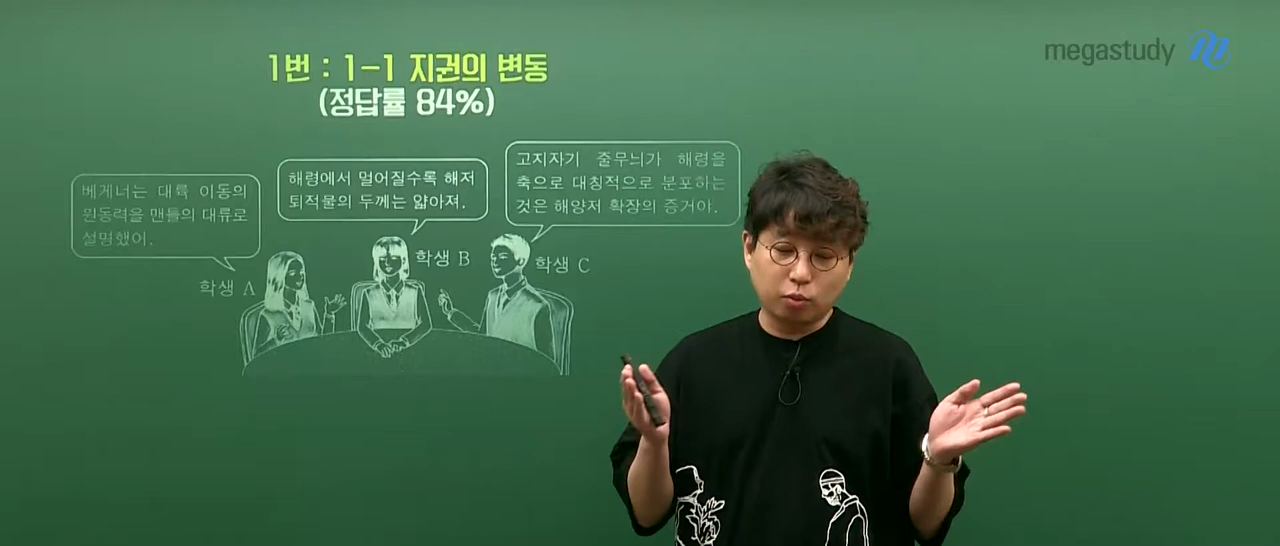 megastudy
1번 : 1-1 지권의 변동
(정답률 84%)
베게너는 대륙 이동의
원동력을 맨틀의 대류로
설명했어.
학생 A
해령에서 멀어질수록 해저
퇴적물의 두께는 얇아져.
학생 B
고지자기 줄무늬가 해령을
축으로 대칭적으로 분포하는
것은 해양저 확장의 증거야.
학생 C